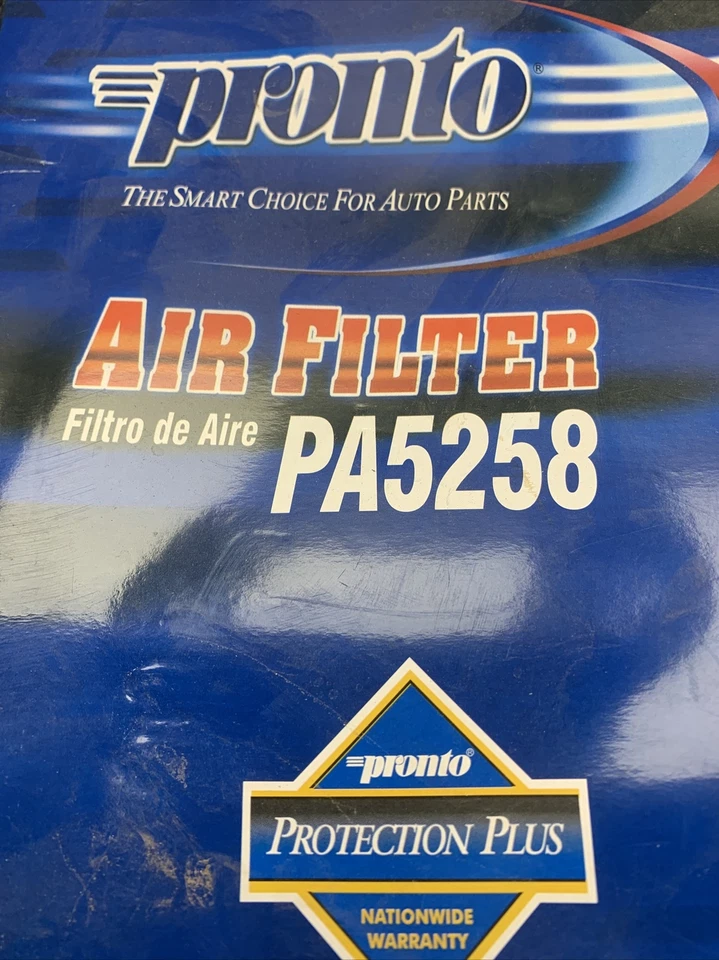 pronto®
THE SMART CHOICE FOR AUTO PARTS
AIR FILTER
Filtro de Aire
PA5258
pronto®
PROTECTION PLUS
NATIONWIDE
WARRANTY